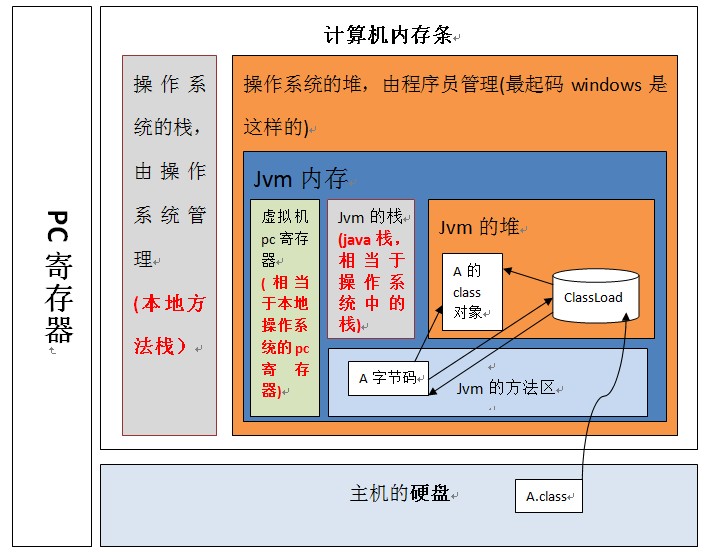 PC 寄存器
计算机内存条
操作系
统的栈，
由操作
系统管
理
(本地方
法栈）
操作系统的堆，由程序员管理(最起码 windows 是
这样的)
Jvm 内存
虚拟机
pc 寄存
器
(相当
于本地
操作系
统的 pc
寄存
器)
Jvm 的栈
(java 栈，
相当于
操作系
统中的
栈)
Jvm 的堆
A 的
class
对象
ClassLoad
A 字节码
Jvm 的方法区
主机的硬盘
A.class